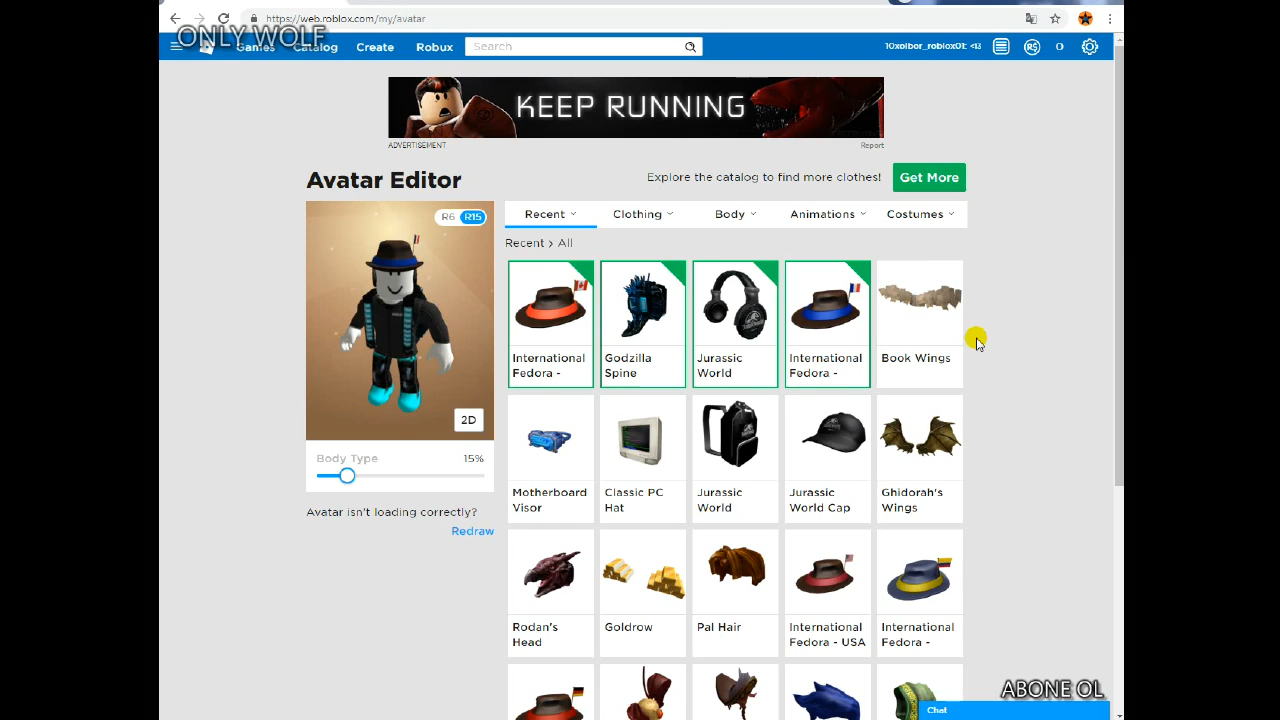 https://web.roblox.com/my/avatar
ONLY WOLF
Games Catalog Create Robux Search
KEEP RUNNING
ADVERTISEMENT Report
Avatar Editor Explore the catalog to find more clothes! Get More
R6 R15
Recent Clothing Body Animations Costumes
Recent > All
International Fedora -
Godzilla Spine
Jurassic World
International Fedora -
Book Wings
2D
Body Type 15%
Avatar isn't loading correctly?
Redraw
Motherboard Visor
Classic PC Hat
Jurassic World
Jurassic World Cap
Ghidorah's Wings
Rodan's Head
Goldrow
Pal Hair
International Fedora - USA
International Fedora -
ABONE OL
Chat